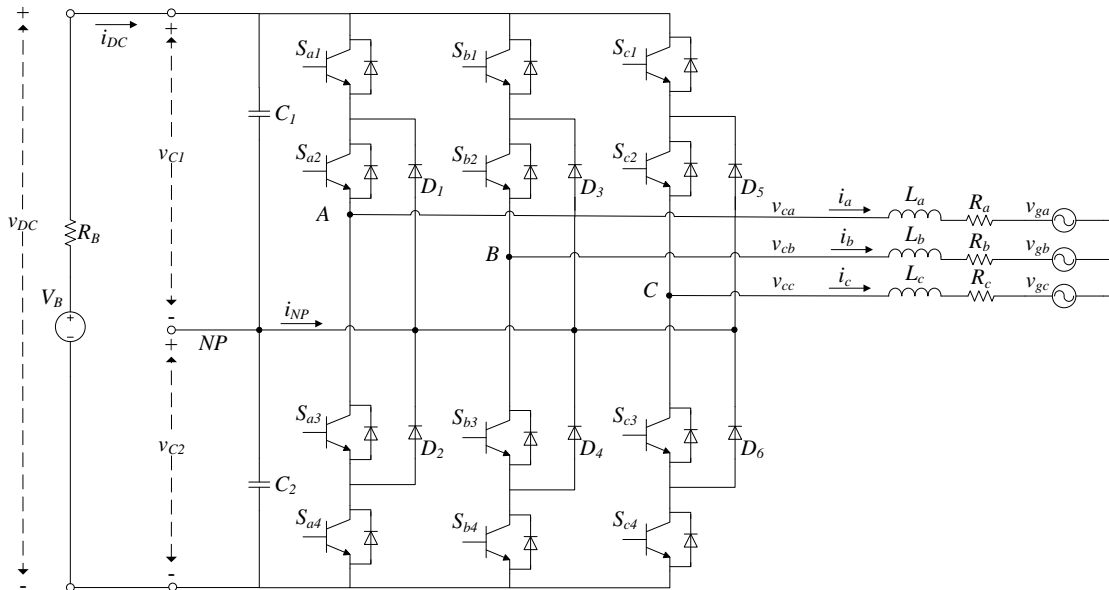 + + i_DC
S_a1 S_b1 S_c1
C_1
v_C1
S_a2 S_b2 S_c2
D_1 D_3 D_5
v_DC R_B
A v_ca i_a L_a R_a v_ga
B v_cb i_b L_b R_b v_gb
C v_cc i_c L_c R_c v_gc
V_B + -
- i_NP
+ NP
S_a3 S_b3 S_c3
v_C2 D_2 D_4 D_6
C_2
S_a4 S_b4 S_c4
- -